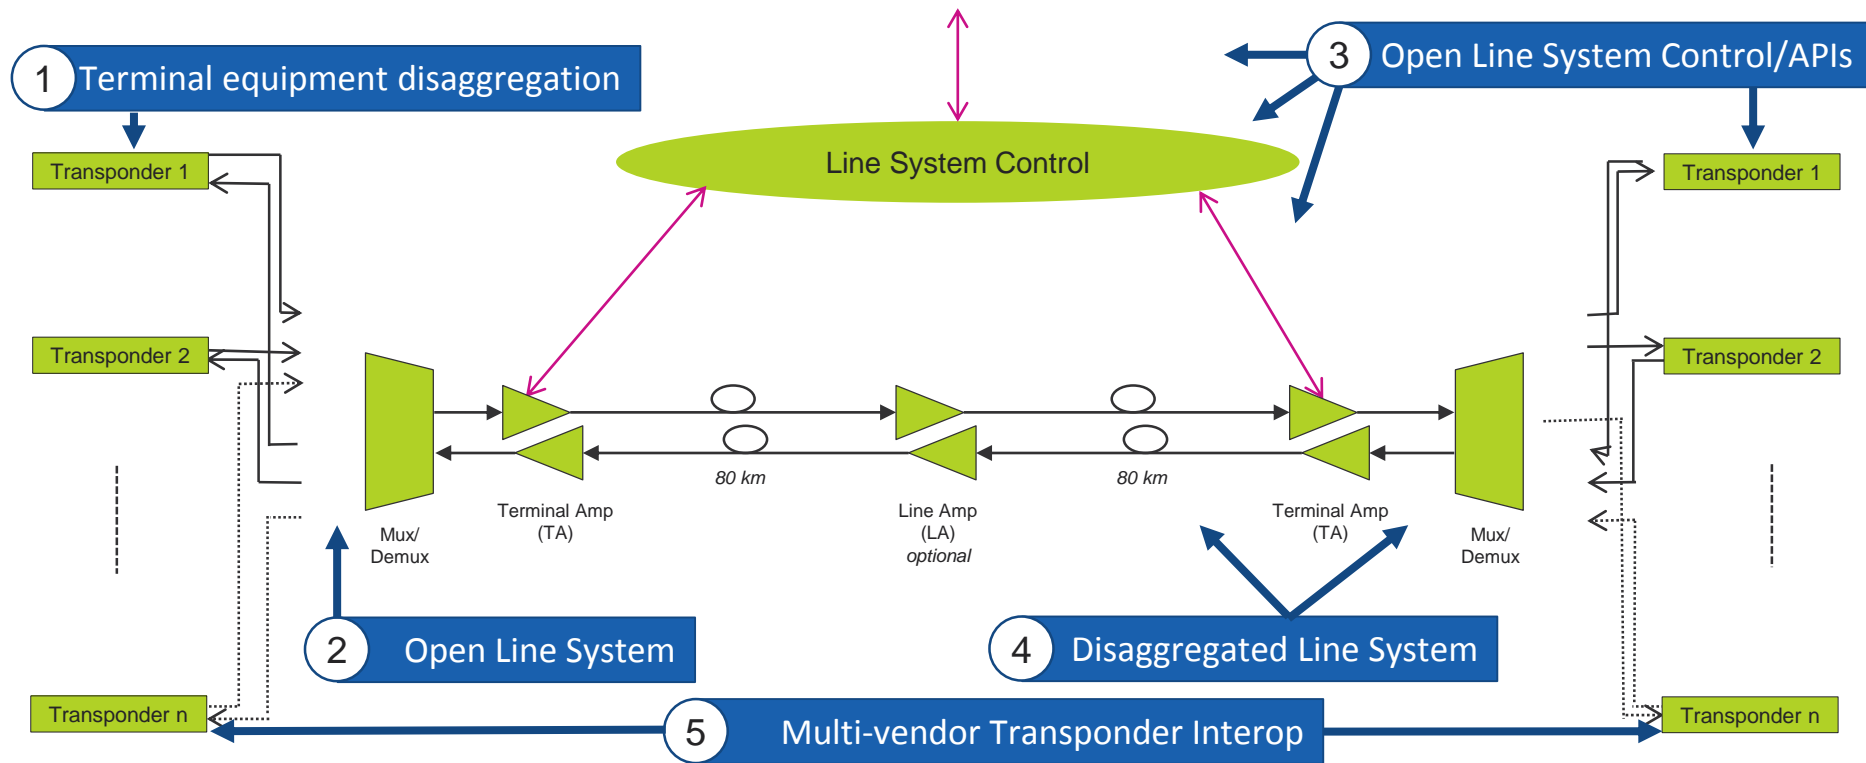 1 Terminal equipment disaggregation
3 Open Line System Control/APIs
Line System Control
Transponder 1
Transponder 1
Transponder 2
Transponder 2
80 km
80 km
Terminal Amp
(TA)
Line Amp
(LA)
optional
Terminal Amp
(TA)
Mux/
Demux
Mux/
Demux
2 Open Line System
4 Disaggregated Line System
Transponder n
Transponder n
5 Multi-vendor Transponder Interop